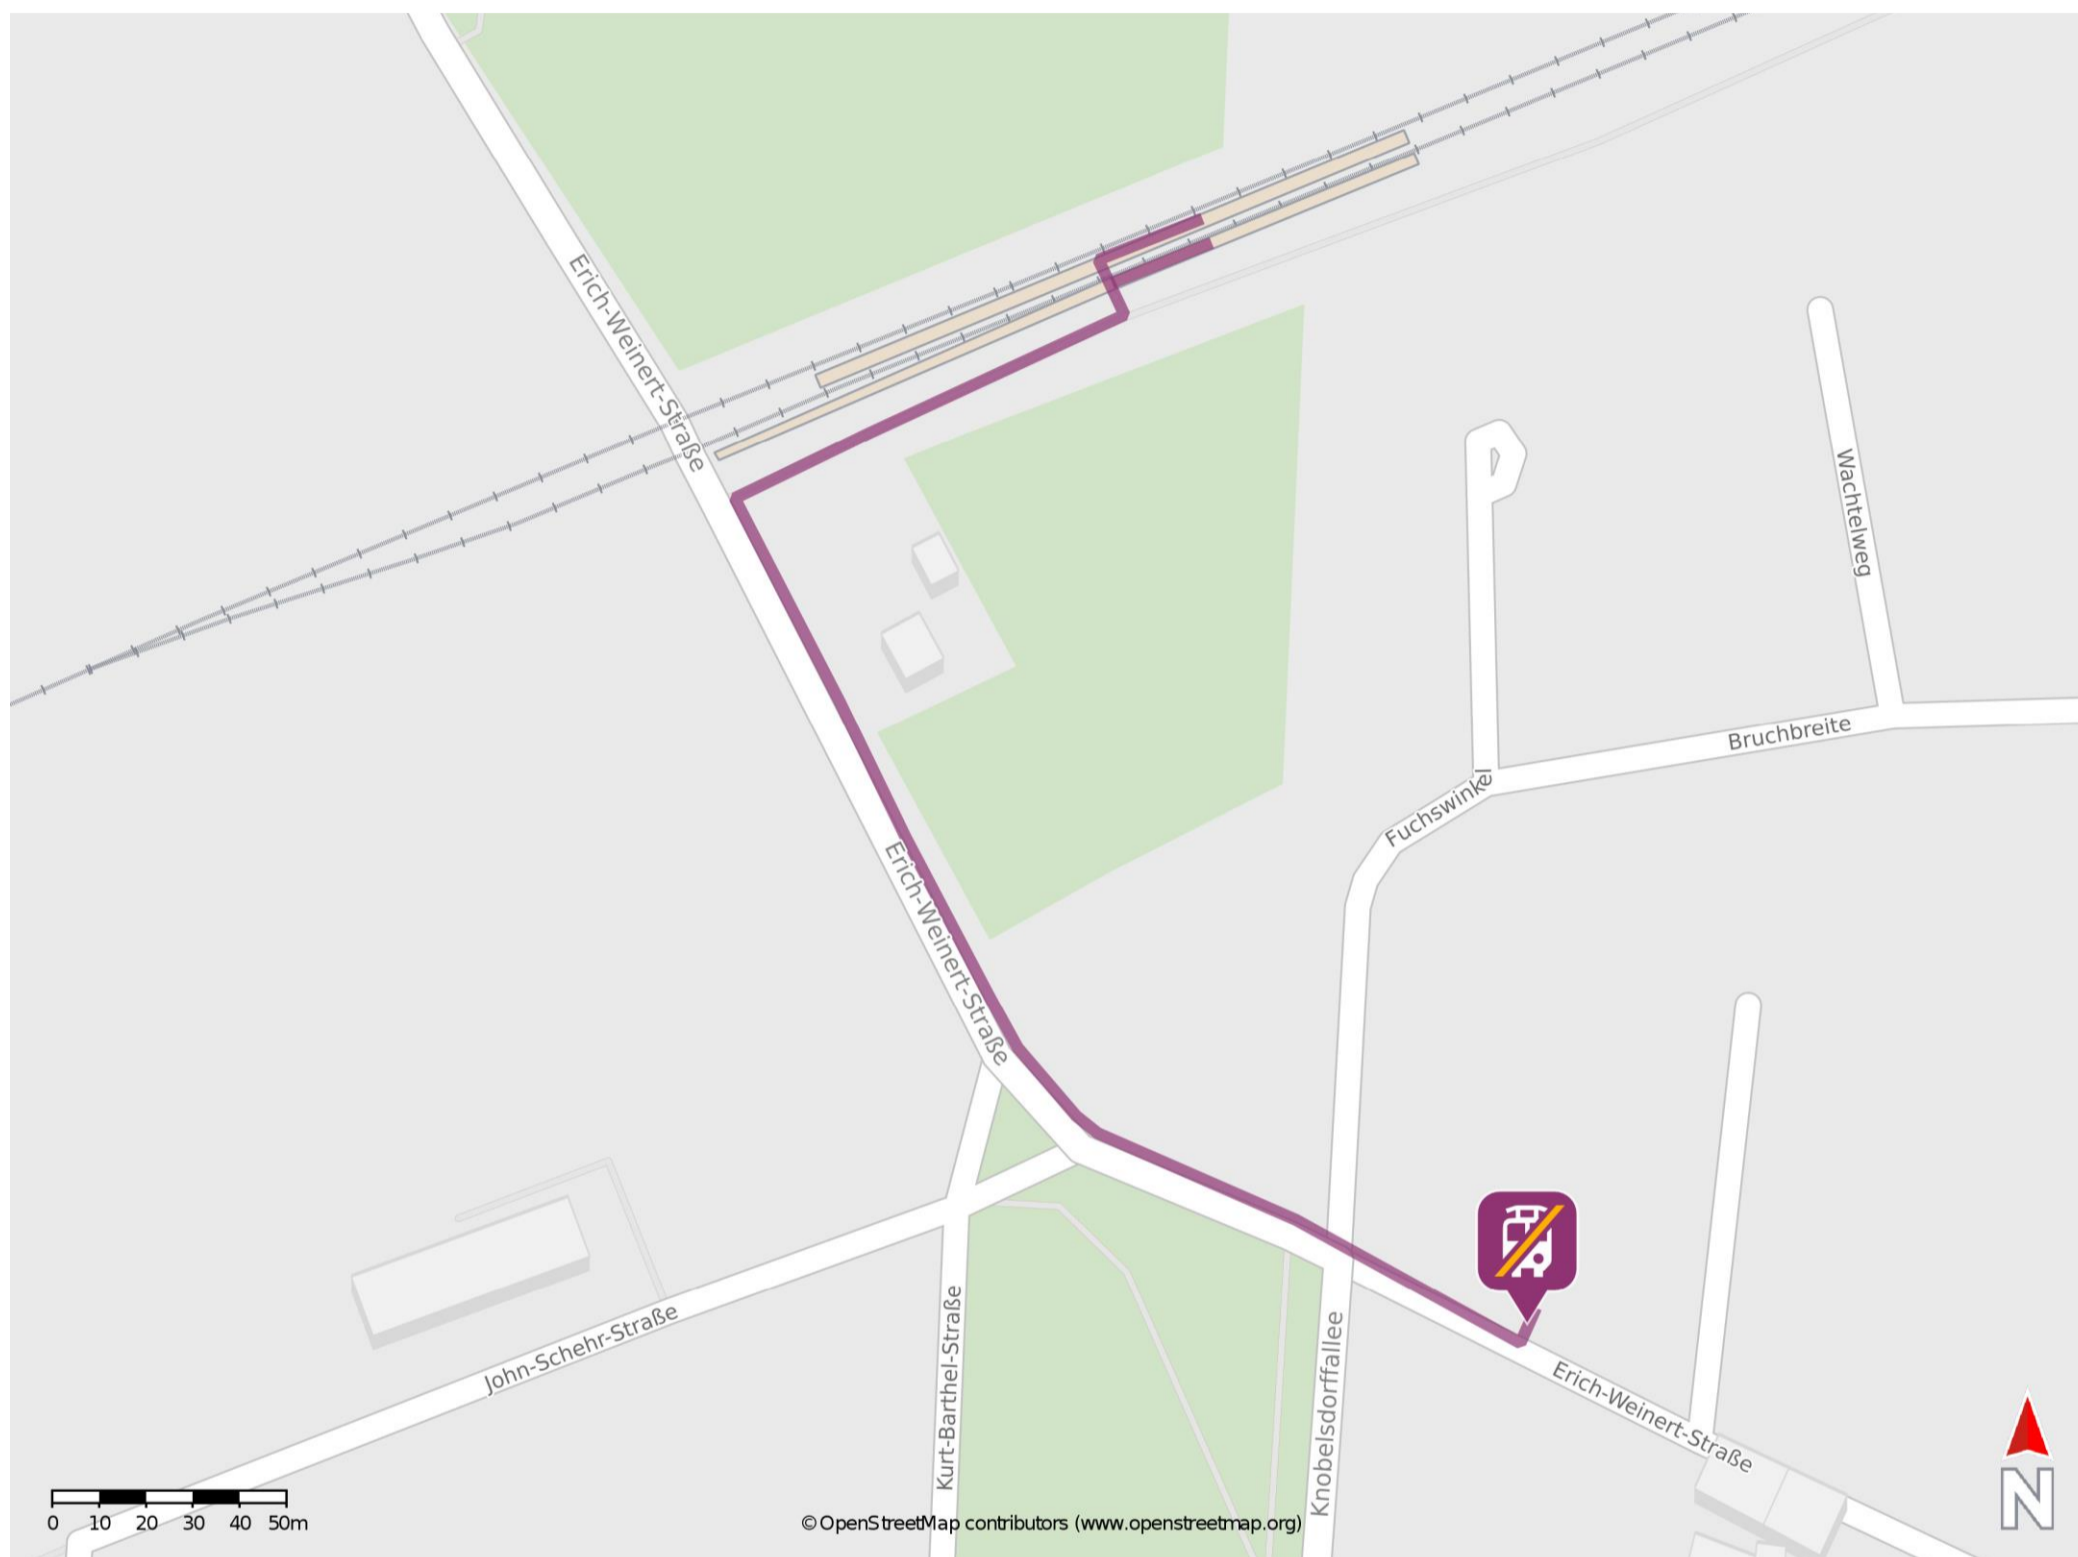 Erich-Weinert-Straße
Wachtelweg
Bruchbreite
Fuchswinkel
Erich-Weinert-Straße
John-Schehr-Straße
Kurt-Barthel-Straße
Knobelsdorffallee
Erich-Weinert-Straße
N
0 10 20 30 40 50m
© OpenStreetMap contributors (www.openstreetmap.org)